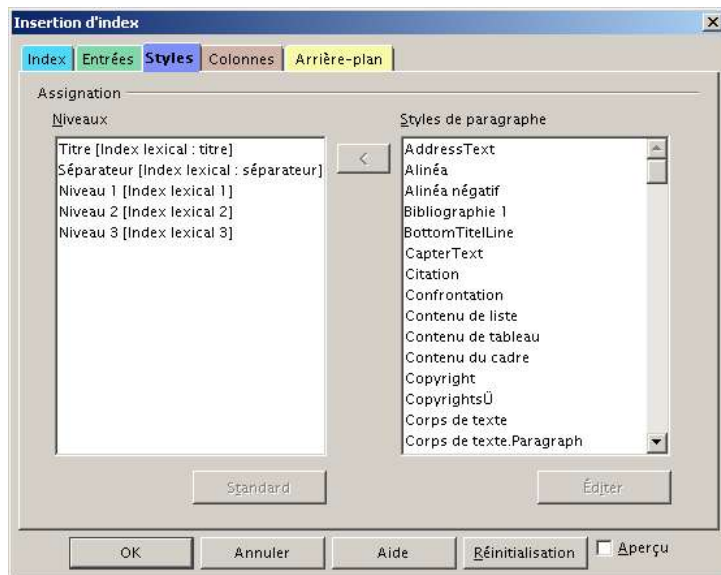 Insertion d'index
Index Entrées Styles Colonnes Arrière-plan
Assignation
Niveaux
Titre [Index lexical : titre]
Séparateur [Index lexical : séparateur]
Niveau 1 [Index lexical 1]
Niveau 2 [Index lexical 2]
Niveau 3 [Index lexical 3]
Standard
<
Styles de paragraphe
AddressText
Alinéa
Alinéa négatif
Bibliographie 1
BottomTitelLine
CapterText
Citation
Confrontation
Contenu de liste
Contenu de tableau
Contenu du cadre
Copyright
CopyrightsÜ
Corps de texte
Corps de texte.Paragraph
Éditer
OK Annuler Aide Réinitialisation Aperçu